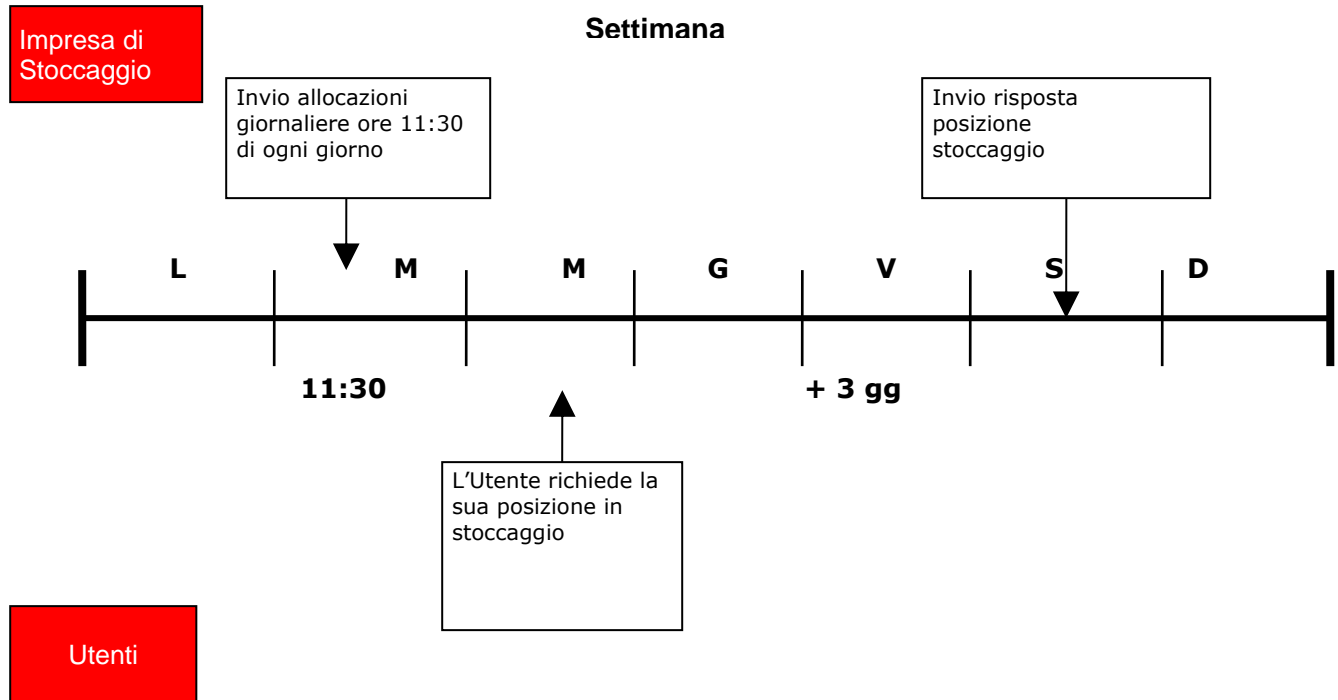 Impresa di
Stoccaggio
Settimana
Invio allocazioni
giornaliere ore 11:30
di ogni giorno
Invio risposta
posizione
stoccaggio
L M M G V S D
11:30 + 3 gg
L'Utente richiede la
sua posizione in
stoccaggio
Utenti